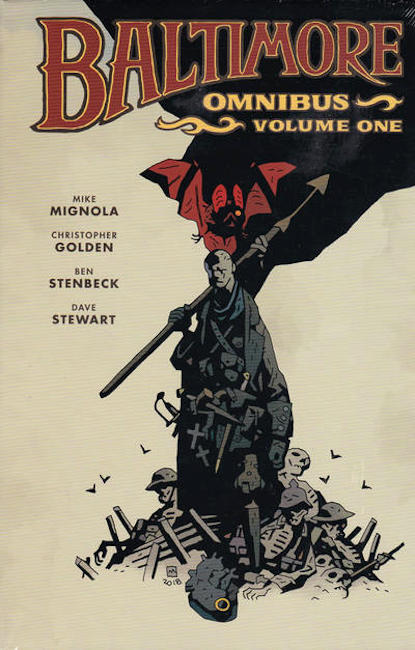 BALTIMORE
OMNIBUS
VOLUME ONE
MIKE
MIGNOLA
CHRISTOPHER
GOLDEN
BEN
STENBECK
DAVE
STEWART
M
2018